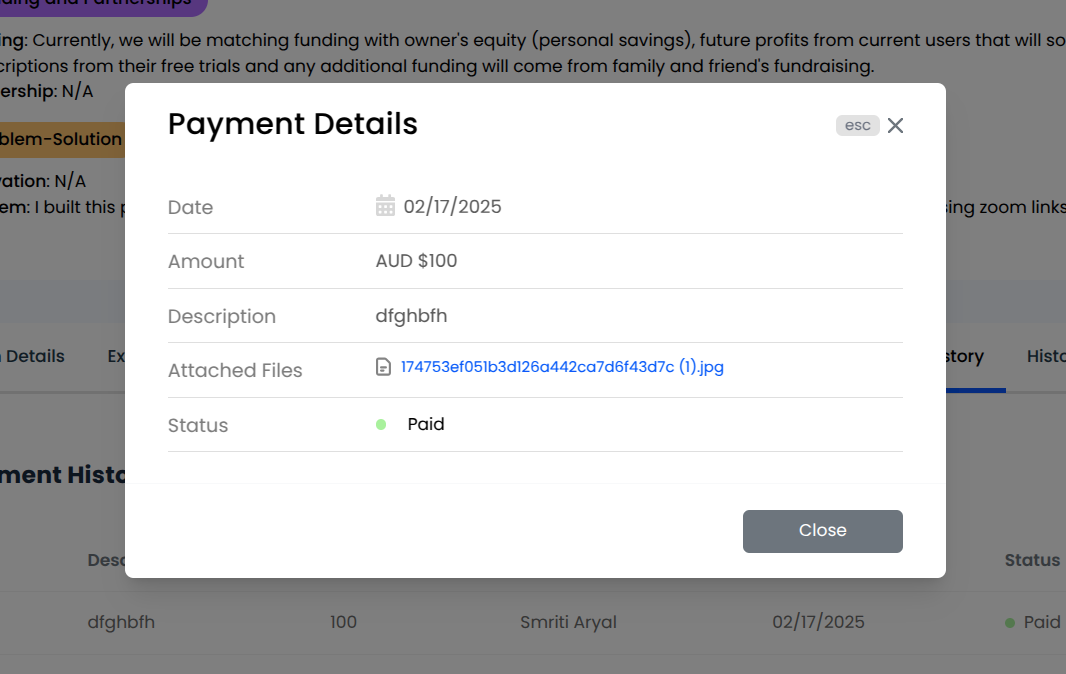 ding and Partnerships
ing: Currently, we will be matching funding with owner's equity (personal savings), future profits from current users that will so
criptions from their free trials and any additional funding will come from family and friend's fundraising.
ership: N/A
Payment Details
esc
blem-Solution
vation: N/A
em: I built this p
sing zoom links
Date 02/17/2025
Amount AUD $100
Description dfghbfh
Details Ex
story Histo
Attached Files 174753ef051b3d126a442ca7d6f43d7c (1).jpg
Status Paid
ment Histo
Close
Desc Status
dfghbfh 100 Smriti Aryal 02/17/2025 Paid